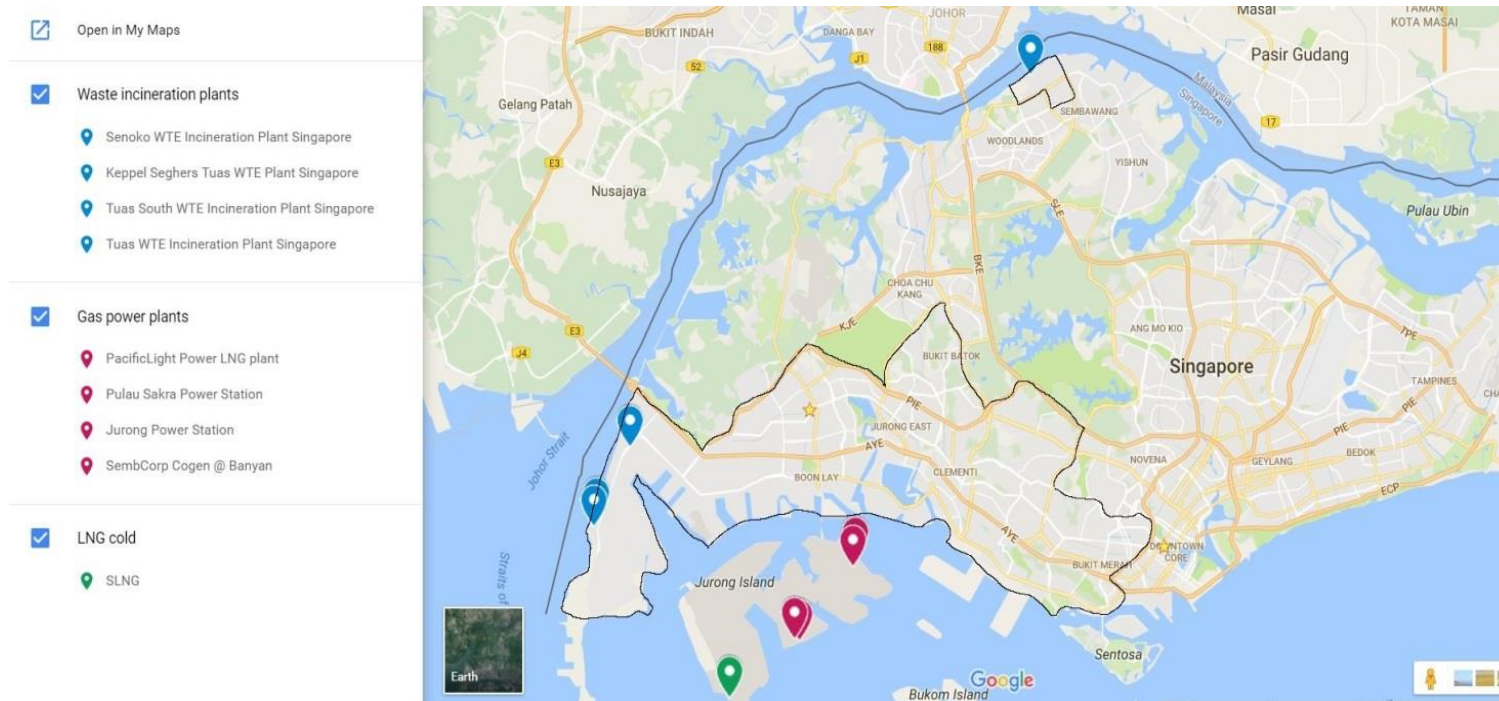 Open in My Maps
Waste incineration plants
Senoko WTE Incineration Plant Singapore
Keppel Seghers Tuas WTE Plant Singapore
Tuas South WTE Incineration Plant Singapore
Tuas WTE Incineration Plant Singapore
Gas power plants
PacificLight Power LNG plant
Pulau Sakra Power Station
Jurong Power Station
SembCorp Cogen @ Banyan
LNG cold
SLNG
JOHOR
Masai
TAMAN
KOTA MASAI
BUKIT INDAH
DANGA BAY
188
J1
S2
Pasir Gudang
Gelang Patah
Malaysia
Singapore
SEMBAWANG
17
WOODLANDS
E3
YISHUN
Nusajaya
SLE
Pulau Ubin
BKE
CHOA CHU
KANG
KJE
E3
ANG MO KIO
TPE
J4
BUKIT BATOK
Singapore
TAMPINES
PIE
PIE
JURONG EAST
PIE
AYE
Johor Strait
BOON LAY
CLEMENTI
NOVENA
GEYLANG
BEDOK
ECP
AYE
DOWNTOWN
CORE
BUKIT MERAH
Straits of
Jurong Island
Sentosa
Earth
Google
Bukom Island